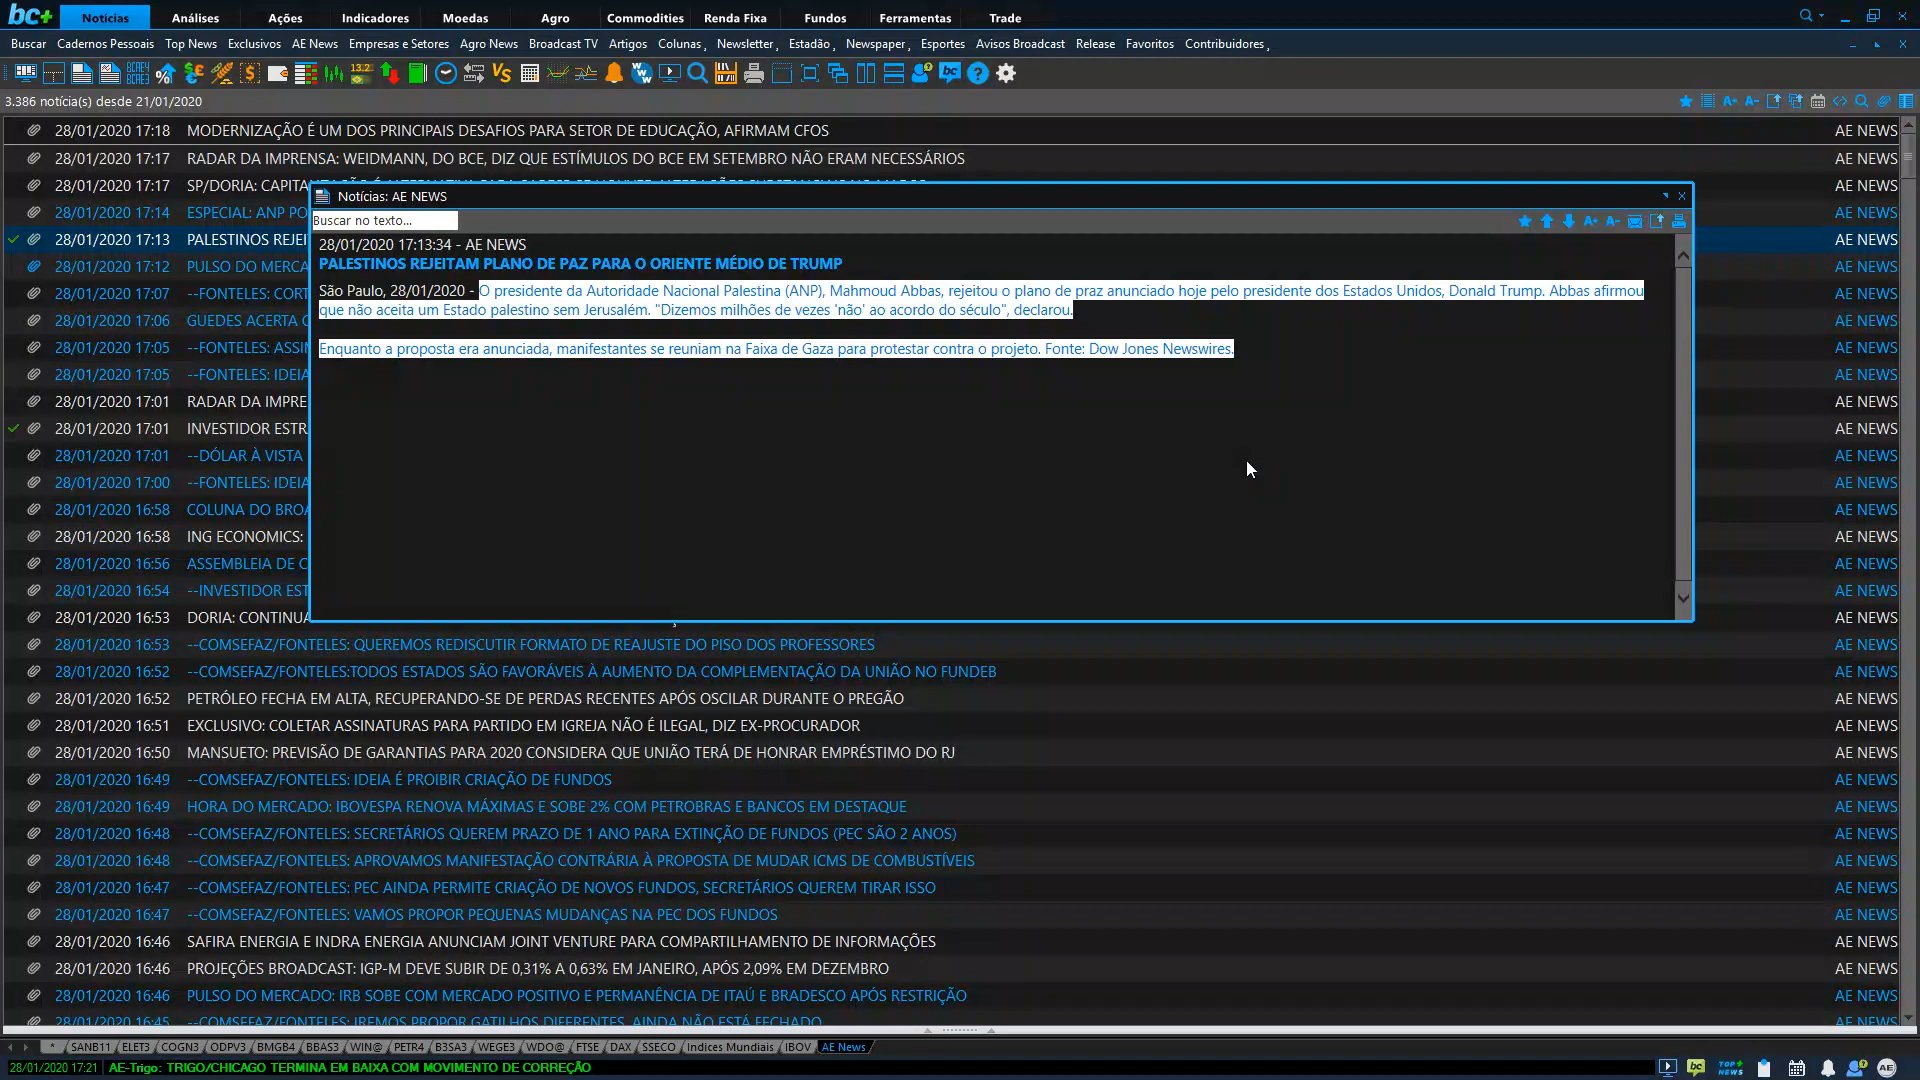 bc+ Notícias Análises Ações Indicadores Moedas Agro Commodities Renda Fixa Fundos Ferramentas Trade
Buscar Cadernos Pessoais Top News Exclusivos AE News Empresas e Setores Agro News Broadcast TV Artigos Colunas Newsletter Estadão Newspaper Esportes Avisos Broadcast Release Favoritos Contribuidores
3.386 notícia(s) desde 21/01/2020
28/01/2020 17:18 MODERNIZAÇÃO É UM DOS PRINCIPAIS DESAFIOS PARA SETOR DE EDUCAÇÃO, AFIRMAM CFOS AE NEWS
28/01/2020 17:17 RADAR DA IMPRENSA: WEIDMANN, DO BCE, DIZ QUE ESTÍMULOS DO BCE EM SETEMBRO NÃO ERAM NECESSÁRIOS AE NEWS
28/01/2020 17:17 SP/DORIA: AE NEWS
28/01/2020 17:14 ESPECIAL: ANP PO AE NEWS
28/01/2020 17:13 PALESTINOS REJEI AE NEWS
28/01/2020 17:12 PULSO DO MERCA AE NEWS
28/01/2020 17:07 --FONTELES: CORT AE NEWS
28/01/2020 17:06 GUEDES ACERTA C AE NEWS
28/01/2020 17:05 --FONTELES: ASSI AE NEWS
28/01/2020 17:05 --FONTELES: IDEIA AE NEWS
28/01/2020 17:01 RADAR DA IMPRE AE NEWS
28/01/2020 17:01 INVESTIDOR ESTR AE NEWS
28/01/2020 17:01 --DÓLAR À VISTA AE NEWS
28/01/2020 17:00 --FONTELES: IDEIA AE NEWS
28/01/2020 16:58 COLUNA DO BROA AE NEWS
28/01/2020 16:58 ING ECONOMICS: AE NEWS
28/01/2020 16:56 ASSEMBLEIA DE C AE NEWS
28/01/2020 16:54 --INVESTIDOR EST AE NEWS
28/01/2020 16:53 DORIA: CONTINUA AE NEWS
Notícias: AE NEWS
Buscar no texto...
28/01/2020 17:13:34 - AE NEWS
PALESTINOS REJEITAM PLANO DE PAZ PARA O ORIENTE MÉDIO DE TRUMP
São Paulo, 28/01/2020 - O presidente da Autoridade Nacional Palestina (ANP), Mahmoud Abbas, rejeitou o plano de praz anunciado hoje pelo presidente dos Estados Unidos, Donald Trump. Abbas afirmou
que não aceita um Estado palestino sem Jerusalém. "Dizemos milhões de vezes 'não' ao acordo do século", declarou.
Enquanto a proposta era anunciada, manifestantes se reuniam na Faixa de Gaza para protestar contra o projeto. Fonte: Dow Jones Newswires.
28/01/2020 16:53 --COMSEFAZ/FONTELES: QUEREMOS REDISCUTIR FORMATO DE REAJUSTE DO PISO DOS PROFESSORES AE NEWS
28/01/2020 16:52 --COMSEFAZ/FONTELES:TODOS ESTADOS SÃO FAVORÁVEIS À AUMENTO DA COMPLEMENTAÇÃO DA UNIÃO NO FUNDEB AE NEWS
28/01/2020 16:52 PETRÓLEO FECHA EM ALTA, RECUPERANDO-SE DE PERDAS RECENTES APÓS OSCILAR DURANTE O PREGÃO AE NEWS
28/01/2020 16:51 EXCLUSIVO: COLETAR ASSINATURAS PARA PARTIDO EM IGREJA NÃO É ILEGAL, DIZ EX-PROCURADOR AE NEWS
28/01/2020 16:50 MANSUETO: PREVISÃO DE GARANTIAS PARA 2020 CONSIDERA QUE UNIÃO TERÁ DE HONRAR EMPRÉSTIMO DO RJ AE NEWS
28/01/2020 16:49 --COMSEFAZ/FONTELES: IDEIA É PROIBIR CRIAÇÃO DE FUNDOS AE NEWS
28/01/2020 16:49 HORA DO MERCADO: IBOVESPA RENOVA MÁXIMAS E SOBE 2% COM PETROBRAS E BANCOS EM DESTAQUE AE NEWS
28/01/2020 16:48 --COMSEFAZ/FONTELES: SECRETÁRIOS QUEREM PRAZO DE 1 ANO PARA EXTINÇÃO DE FUNDOS (PEC SÃO 2 ANOS) AE NEWS
28/01/2020 16:48 --COMSEFAZ/FONTELES: APROVAMOS MANIFESTAÇÃO CONTRÁRIA À PROPOSTA DE MUDAR ICMS DE COMBUSTÍVEIS AE NEWS
28/01/2020 16:47 --COMSEFAZ/FONTELES: PEC AINDA PERMITE CRIAÇÃO DE NOVOS FUNDOS, SECRETÁRIOS QUEREM TIRAR ISSO AE NEWS
28/01/2020 16:47 --COMSEFAZ/FONTELES: VAMOS PROPOR PEQUENAS MUDANÇAS NA PEC DOS FUNDOS AE NEWS
28/01/2020 16:46 SAFIRA ENERGIA E INDRA ENERGIA ANUNCIAM JOINT VENTURE PARA COMPARTILHAMENTO DE INFORMAÇÕES AE NEWS
28/01/2020 16:46 PROJEÇÕES BROADCAST: IGP-M DEVE SUBIR DE 0,31% A 0,63% EM JANEIRO, APÓS 2,09% EM DEZEMBRO AE NEWS
28/01/2020 16:46 PULSO DO MERCADO: IRB SOBE COM MERCADO POSITIVO E PERMANÊNCIA DE ITAÚ E BRADESCO APÓS RESTRIÇÃO AE NEWS
28/01/2020 16:45 --COMSEFAZ/FONTELES: IREMOS PROPOR GATILHOS DIFERENTES, AINDA NÃO ESTÁ FECHADO AE NEWS
* SANB11 ELET3 COGN3 ODPV3 BMGB4 BBAS3 WIN@ PETR4 B3SA3 WEGE3 WDO@ FTSE DAX SSECO Indices Mundiais IBOV AE News
28/01/2020 17:21 AE-Trigo: TRIGO/CHICAGO TERMINA EM BAIXA COM MOVIMENTO DE CORREÇÃO